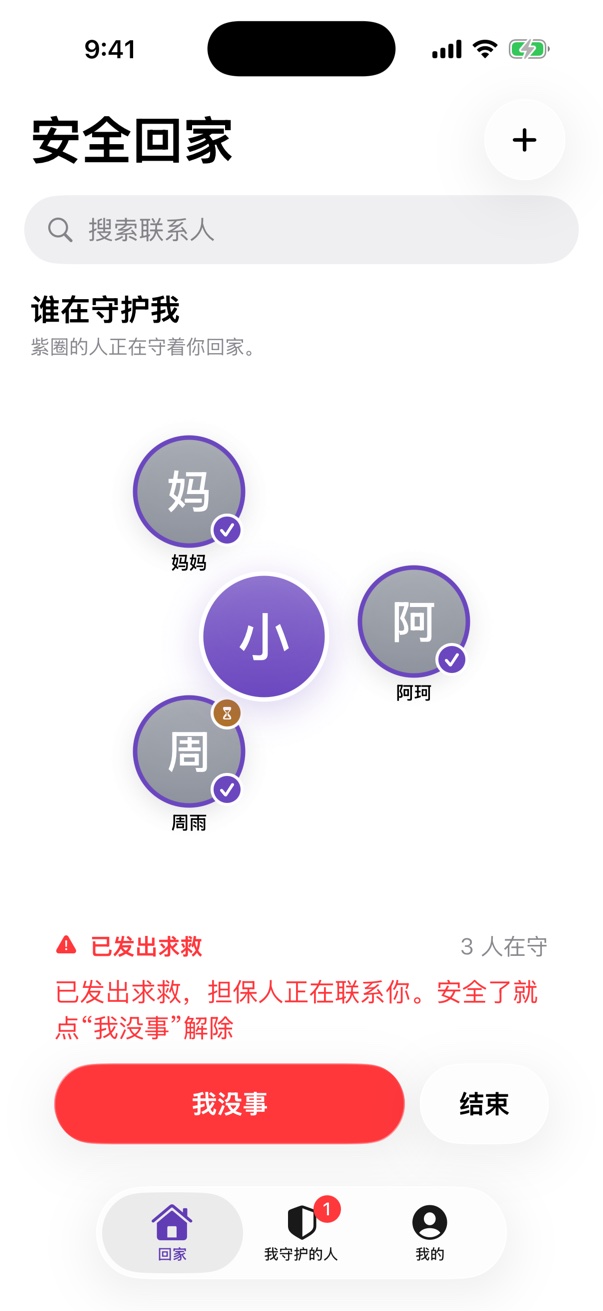 9:41
安全回家
搜索联系人
谁在守护我
紫圈的人正在守着你回家。
妈
妈妈
小
阿
阿珂
周
周雨
已发出求救
3 人在守
已发出求救，担保人正在联系你。安全了就
点“我没事”解除
我没事
结束
1
回家
我守护的人
我的